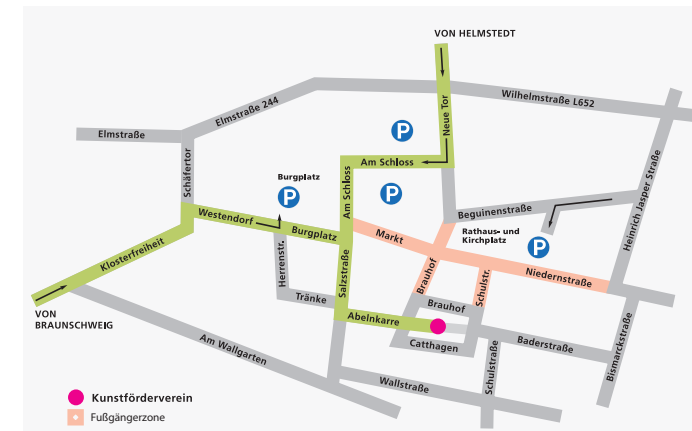 VON HELMSTEDT
Wilhelmstraße L652
Elmstraße 244
Elmstraße
Neue Tor
P
Am Schloss
Schäfertor
Burgplatz
P
P
Am Schloss
Heinrich Jasper Straße
Beguinenstraße
Westendorf
Burgplatz
Markt
Rathaus- und
Kirchplatz
P
Klosterfreiheit
Herrenstr.
Salzstraße
Brauhof
Schulstr.
Niedernstraße
Tränke
Brauhof
VON
BRAUNSCHWEIG
Abelnkarre
Catthagen
Baderstraße
Bismarckstraße
Am Wallgarten
Wallstraße
Schulstraße
Kunstförderverein
Fußgängerzone